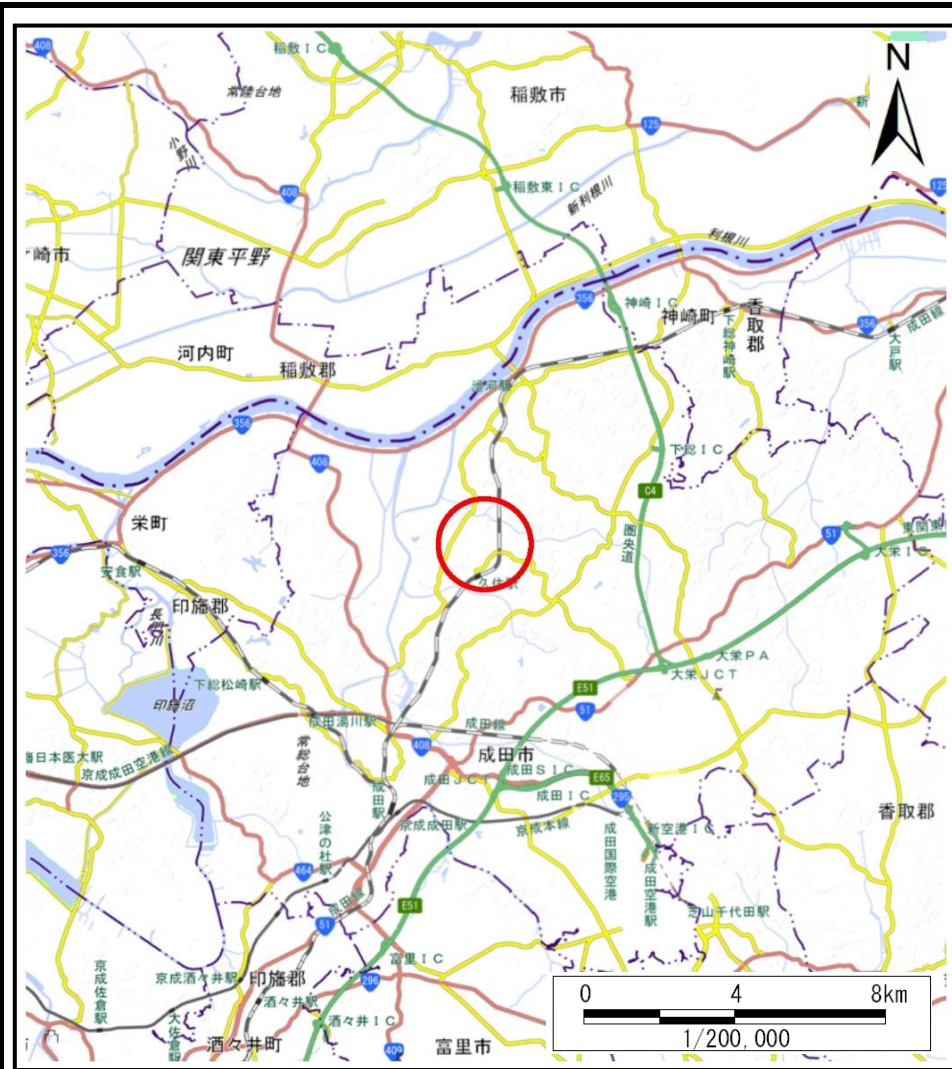 408
稲敷IC
常陸台地
稲敷市
N
新
125
小野川
408
稲敷東IC
新利根川
125
利根川
関東平野
崎市
356
神崎IC
神崎町
香取郡
下総神崎駅
356
成田線
大戸駅
河内町
稲敷郡
滑河駅
356
408
下総IC
C4
栄町
51
東関東
圏央道
大栄IC
356
安食駅
久住駅
印旛郡
長門川
大栄PA
下総松崎駅
大栄JCT
E51
印旛沼
51
成田湯川駅
成田線
408
成田市
日本医大駅
京成成田空港線
常総台地
成田JCT
成田SIC
E65
成田駅
成田IC
295
香取郡
公津の杜駅
京成成田駅
京成本線
新空港IC
成田国際空港
成田空港駅
464
成田線
E51
51
芝山千代田駅
富里IC
京成佐倉駅
京成酒々井駅
印旛郡
296
0 4 8km
酒々井駅
大佐倉駅
酒々井IC
1/200,000
酒々井町
409
富里市